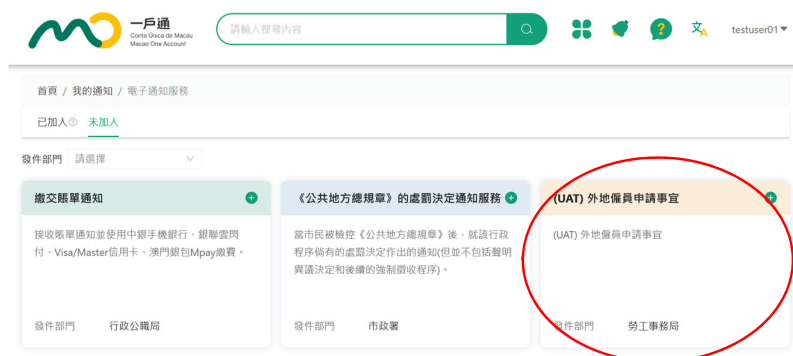 一戶通
Conta Única de Macau
Macao One Account
請輸入搜尋內容
testuser01
首頁 / 我的通知 / 電子通知服務
已加入
未加入
發件部門 請選擇
繳交賬單通知
接收賬單通知並使用中銀手機銀行、銀聯雲閃
付、Visa/Master信用卡、澳門銀包Mpay繳費。
發件部門 行政公職局
《公共地方總規章》的處罰決定通知服務
當市民被檢控《公共地方總規章》後，就該行政
程序倘有的處罰決定作出的通知(但並不包括聲明
異議決定和後續的強制徵收程序)。
發件部門 市政署
(UAT) 外地僱員申請事宜
(UAT) 外地僱員申請事宜
發件部門 勞工事務局